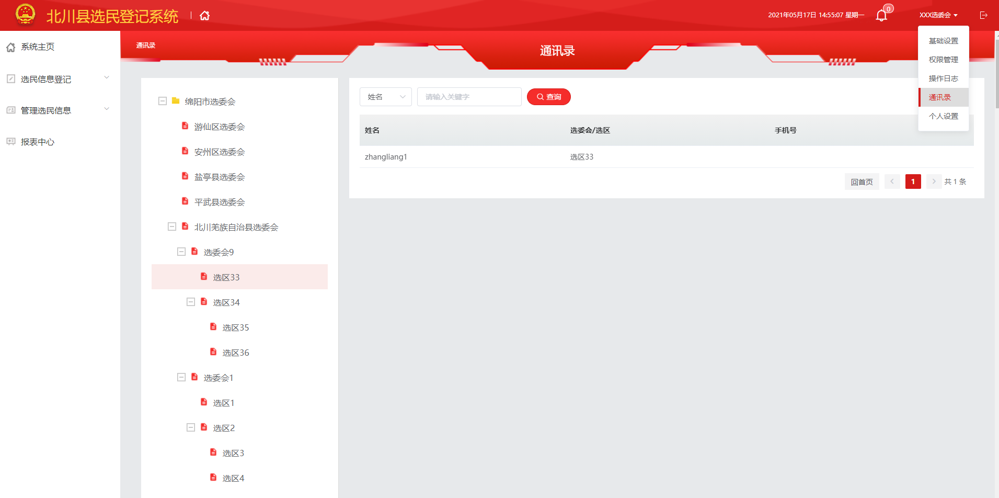 北川县选民登记系统
2021年05月17日 14:55:07 星期一
0
XXX选委会
系统主页
选民信息登记
管理选民信息
报表中心
通讯录
通讯录
基础设置
权限管理
操作日志
通讯录
个人设置
绵阳市选委会
游仙区选委会
安州区选委会
盐亭县选委会
平武县选委会
北川羌族自治县选委会
选委会9
选区33
选区34
选区35
选区36
选委会1
选区1
选区2
选区3
选区4
姓名 请输入关键字 查询
姓名 选委会/选区 手机号
zhangliang1 选区33
回首页 1 共 1 条